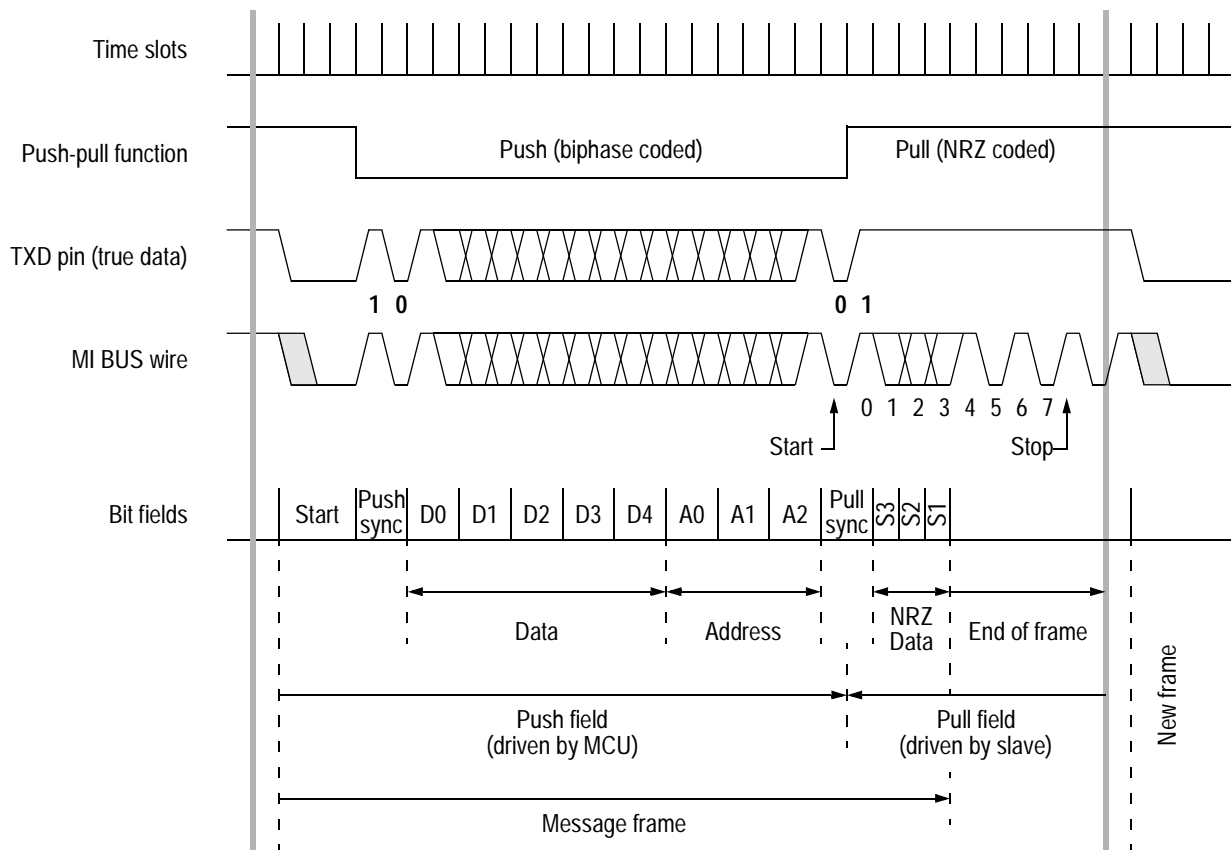 Time slots
Push-pull function
Push (biphase coded)
Pull (NRZ coded)
TXD pin (true data)
1 0
0 1
MI BUS wire
0 1 2 3 4 5 6 7
Start
Stop
Bit fields
Start
Push
sync
D0 D1 D2 D3 D4 A0 A1 A2
Pull
sync
S3
S2
S1
Data
Address
NRZ
Data
End of frame
Push field
(driven by MCU)
Pull field
(driven by slave)
New frame
Message frame